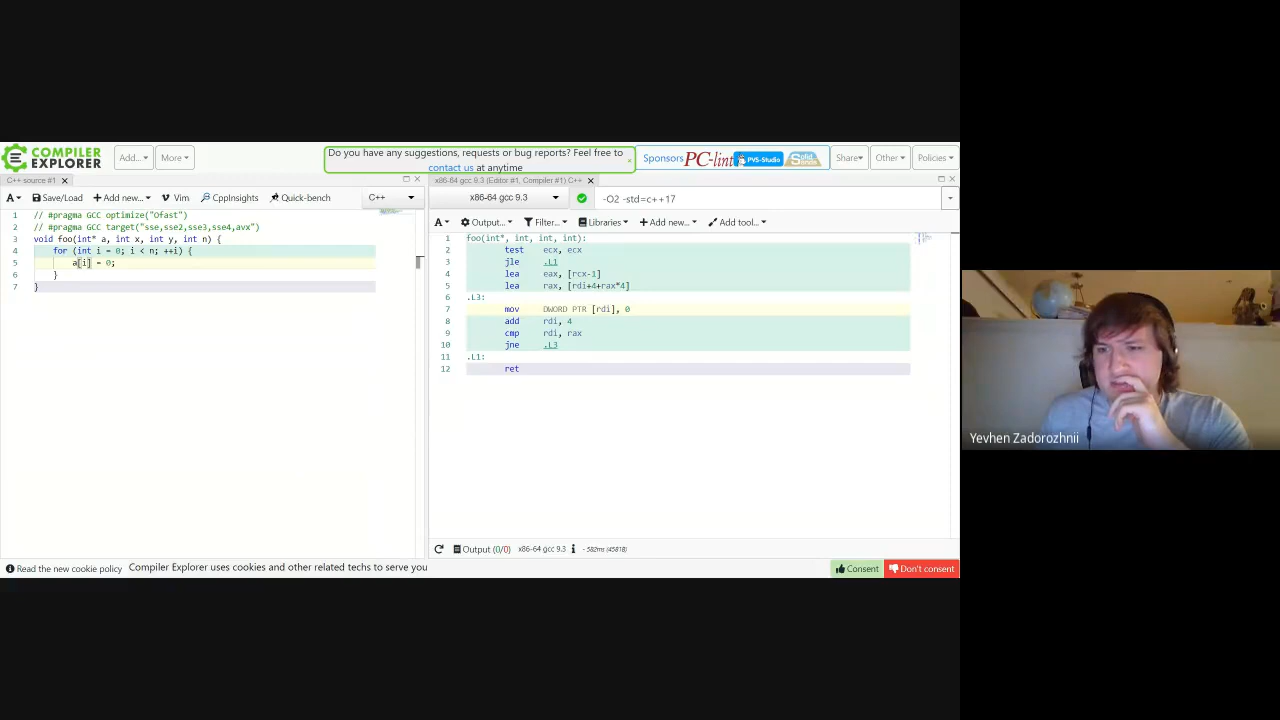 COMPILER
EXPLORER
Add...
More
Do you have any suggestions, requests or bug reports? Feel free to
contact us at anytime
×
Sponsors
PC-lint
PVS-Studio
Solid Sands
Share
Other
Policies
C++ source #1
A
Save/Load
Add new...
Vim
CppInsights
Quick-bench
C++
1 // #pragma GCC optimize("Ofast")
2 // #pragma GCC target("sse,sse2,sse3,sse4,avx")
3 void foo(int* a, int x, int y, int n) {
4 for (int i = 0; i < n; ++i) {
5 a[i] = 0;
6 }
7 }
x86-64 gcc 9.3 (Editor #1, Compiler #1) C++
x86-64 gcc 9.3
-O2 -std=c++17
A
Output...
Filter...
Libraries
Add new...
Add tool...
1 foo(int*, int, int, int):
2 test ecx, ecx
3 jle .L1
4 lea eax, [rcx-1]
5 lea rax, [rdi+4+rax*4]
6 .L3:
7 mov DWORD PTR [rdi], 0
8 add rdi, 4
9 cmp rdi, rax
10 jne .L3
11 .L1:
12 ret
Output (0/0) x86-64 gcc 9.3 i - 582ms (4581B)
Read the new cookie policy
Compiler Explorer uses cookies and other related techs to serve you
Consent
Don't consent
Yevhen Zadorozhnii